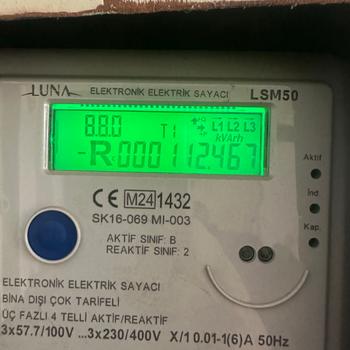 LUNA ELEKTRONİK ELEKTRİK SAYACI LSM50
8.8.0 T1 L1 L2 L3
kVArh
-R:000112.467
Aktif
İnd.
Kap.
CE M24 1432
SK16-069 MI-003
AKTİF SINIF: B
REAKTİF SINIF: 2
ELEKTRONİK ELEKTRİK SAYACI
BİNA DIŞI ÇOK TARİFELİ
ÜÇ FAZLI 4 TELLİ AKTİF/REAKTİF
3x57.7/100V ...3x230/400V X/1 0.01-1(6)A 50Hz